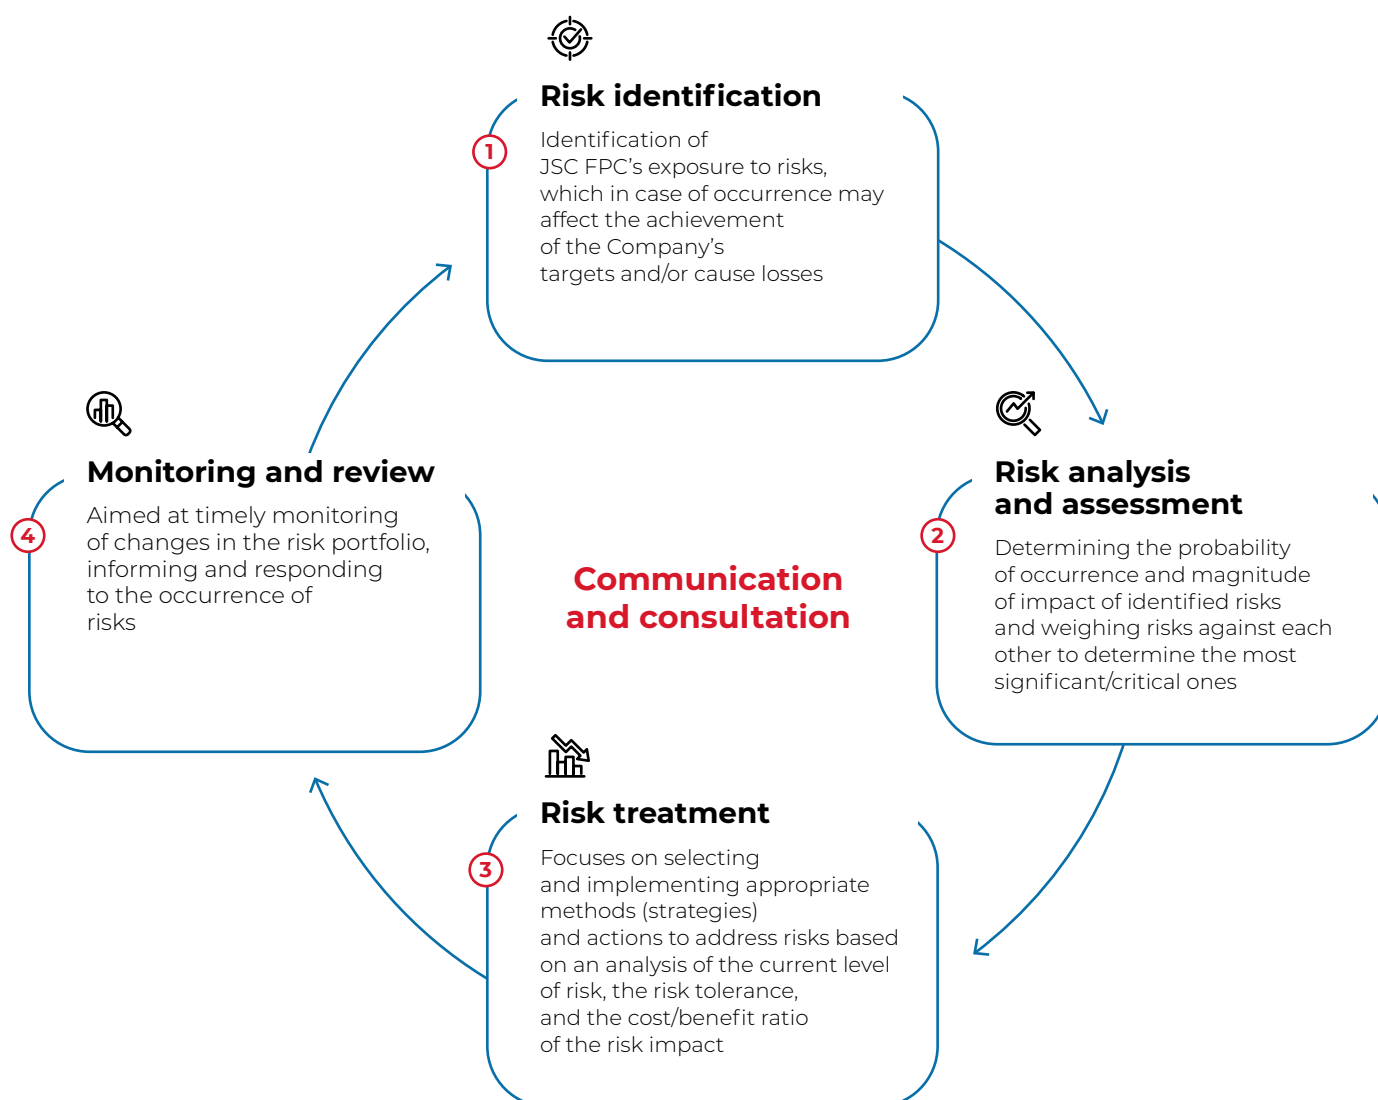 Risk identification
1
Identification of
JSC FPC’s exposure to risks,
which in case of occurrence may
affect the achievement
of the Company’s
targets and/or cause losses
Risk analysis
and assessment
2
Determining the probability
of occurrence and magnitude
of impact of identified risks
and weighing risks against each
other to determine the most
significant/critical ones
Risk treatment
3
Focuses on selecting
and implementing appropriate
methods (strategies)
and actions to address risks based
on an analysis of the current level
of risk, the risk tolerance,
and the cost/benefit ratio
of the risk impact
Monitoring and review
4
Aimed at timely monitoring
of changes in the risk portfolio,
informing and responding
to the occurrence of
risks
Communication
and consultation